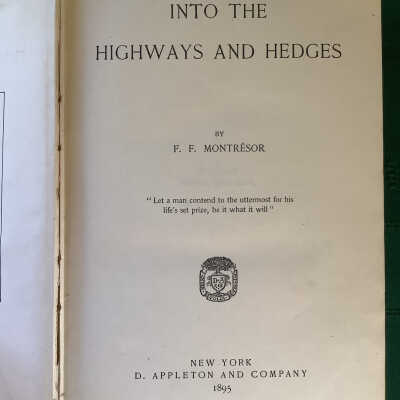 INTO THE
HIGHWAYS AND HEDGES
BY
F. F. MONTRÉSOR
"Let a man contend to the uttermost for his
life's set prize, be it what it will"
NEW YORK
D. APPLETON AND COMPANY
1895